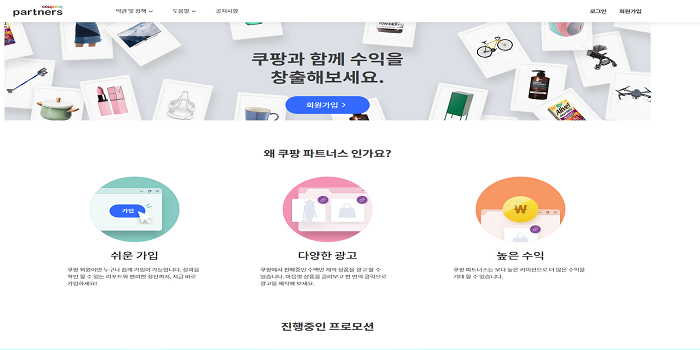 coupang
partners
약관 및 정책
도움말
공지사항
로그인
회원가입
쿠팡과 함께 수익을
창출해보세요.
회원가입 >
Alive!
왜 쿠팡 파트너스 인가요?
가입
₩
쉬운 가입
다양한 광고
높은 수익
쿠팡 회원이면 누구나 쉽게 가입이 가능합니다. 성과를
확인 할 수 있는 리포트와 편리한 정산까지, 지금 바로
가입하세요!
쿠팡에서 판매중인 수백만 개의 상품을 광고 할 수
있습니다. 마음껏 상품을 골라보고 한 번의 클릭으로
광고를 제작해 보세요.
쿠팡 파트너스는 보다 높은 커미션으로 더 많은 수익을
기대 할 수 있습니다.
진행중인 프로모션